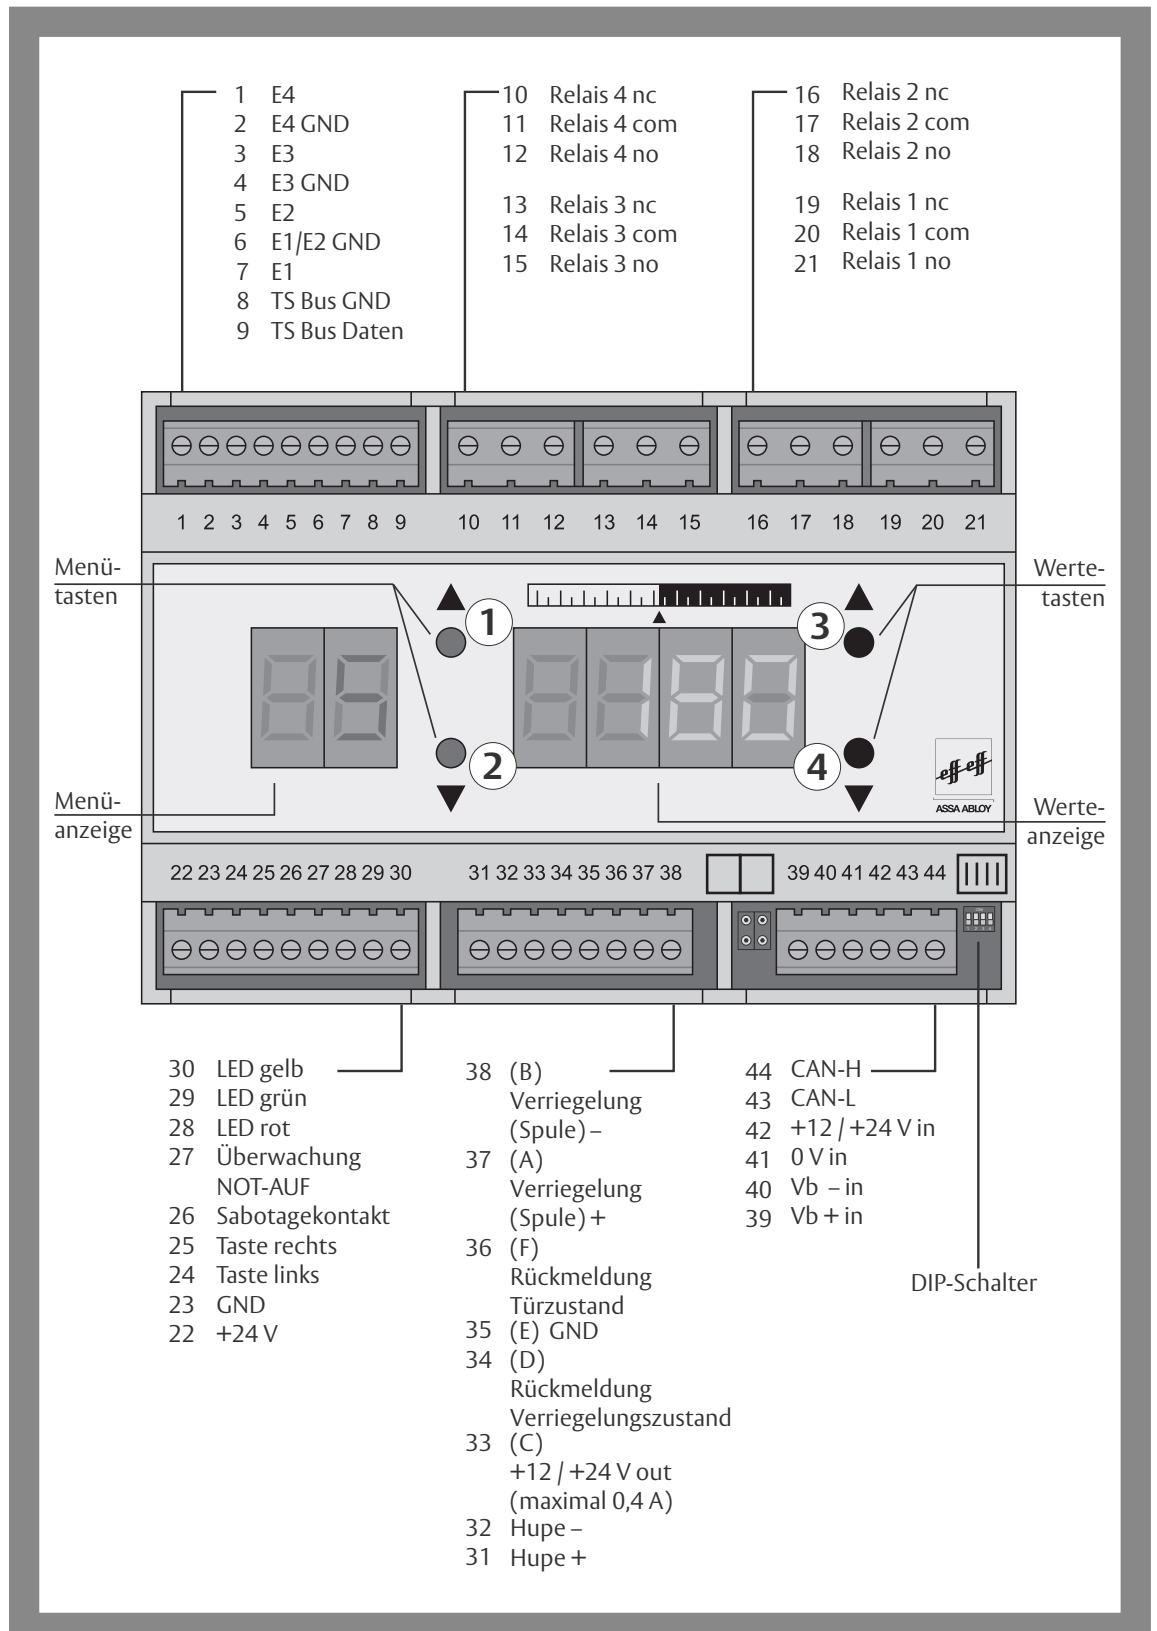 1 E4
2 E4 GND
3 E3
4 E3 GND
5 E2
6 E1/E2 GND
7 E1
8 TS Bus GND
9 TS Bus Daten
10 Relais 4 nc
11 Relais 4 com
12 Relais 4 no
13 Relais 3 nc
14 Relais 3 com
15 Relais 3 no
16 Relais 2 nc
17 Relais 2 com
18 Relais 2 no
19 Relais 1 nc
20 Relais 1 com
21 Relais 1 no
1 2 3 4 5 6 7 8 9 10 11 12 13 14 15 16 17 18 19 20 21
Menü-
tasten
Werte-
tasten
1
3
2
4
eff eff
ASSA ABLOY
Menü-
anzeige
Werte-
anzeige
22 23 24 25 26 27 28 29 30 31 32 33 34 35 36 37 38 39 40 41 42 43 44
30 LED gelb
29 LED grün
28 LED rot
27 Überwachung
NOT-AUF
26 Sabotagekontakt
25 Taste rechts
24 Taste links
23 GND
22 +24 V
38 (B)
Verriegelung
(Spule) –
37 (A)
Verriegelung
(Spule) +
36 (F)
Rückmeldung
Türzustand
35 (E) GND
34 (D)
Rückmeldung
Verriegelungszustand
33 (C)
+12 / +24 V out
(maximal 0,4 A)
32 Hupe –
31 Hupe +
44 CAN-H
43 CAN-L
42 +12 / +24 V in
41 0 V in
40 Vb – in
39 Vb + in
DIP-Schalter